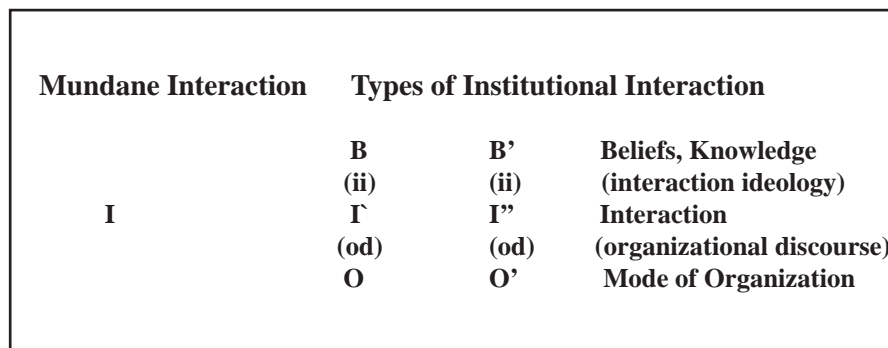 Mundane Interaction Types of Institutional Interaction
B B’ Beliefs, Knowledge
(ii) (ii) (interaction ideology)
I I` I” Interaction
(od) (od) (organizational discourse)
O O’ Mode of Organization